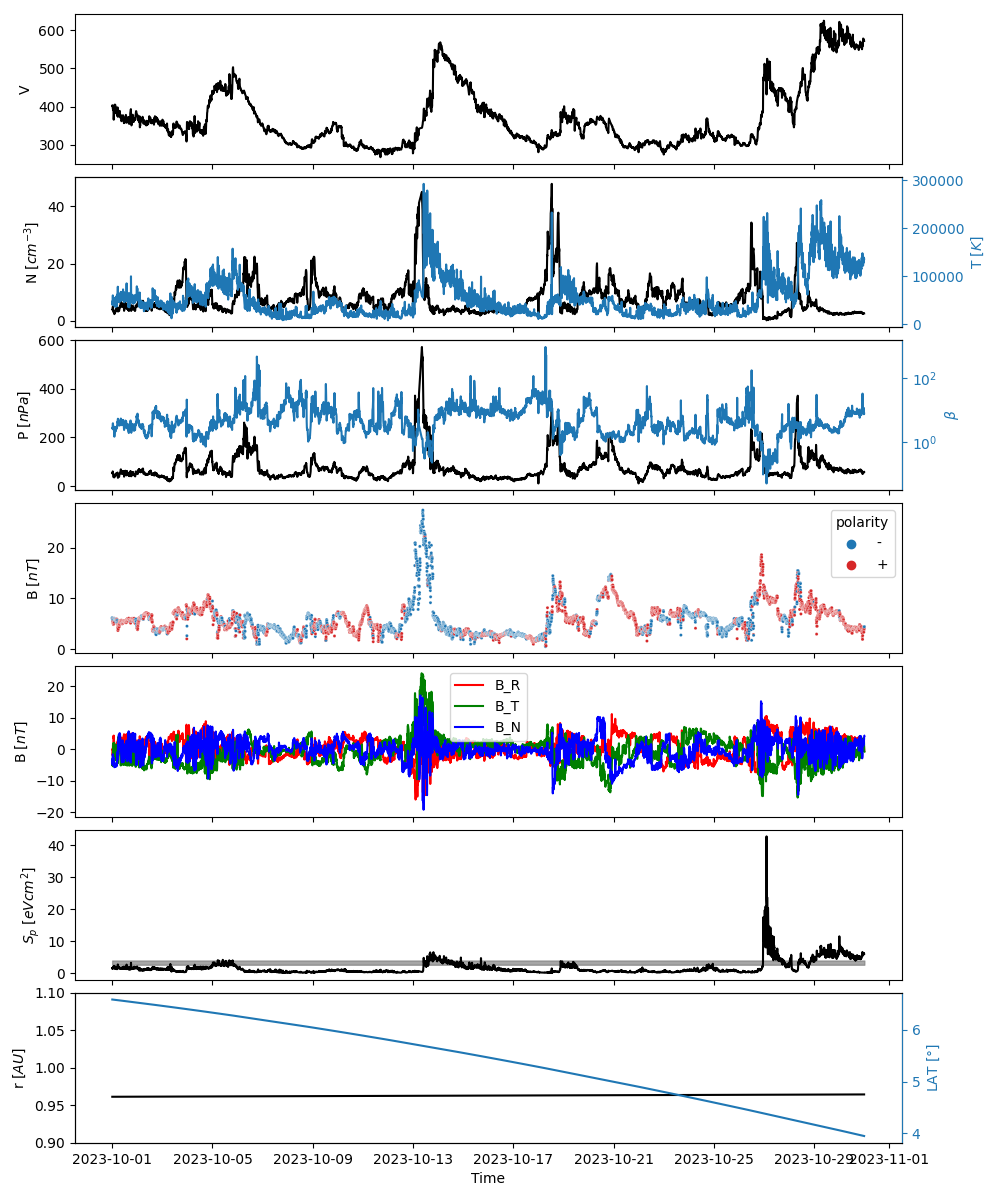 600
500
400
300
V
40
20
0
N [cm⁻³]
300000
200000
100000
0
T [K]
600
400
200
0
P [nPa]
10²
10⁰
β
20
10
0
B [nT]
polarity
-
+
20
10
0
−10
−20
B [nT]
B_R
B_T
B_N
40
30
20
10
0
Sₚ [eVcm²]
1.10
1.05
1.00
0.95
0.90
r [AU]
6
5
4
LAT [°]
2023-10-01 2023-10-05 2023-10-09 2023-10-13 2023-10-17 2023-10-21 2023-10-25 2023-10-29 2023-11-01
Time